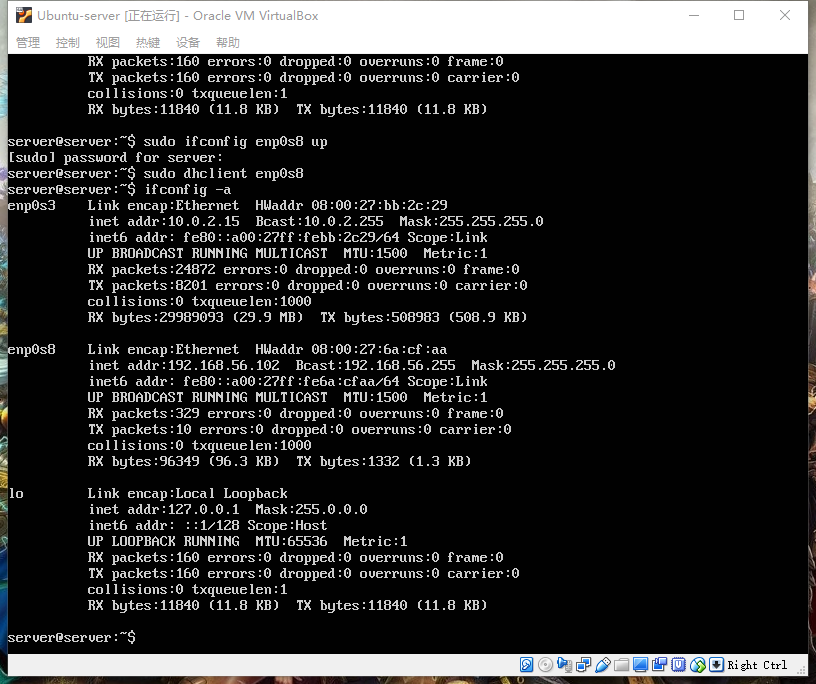 Ubuntu-server [正在运行] - Oracle VM VirtualBox
管理 控制 视图 热键 设备 帮助
RX packets:160 errors:0 dropped:0 overruns:0 frame:0
TX packets:160 errors:0 dropped:0 overruns:0 carrier:0
collisions:0 txqueuelen:1
RX bytes:11840 (11.8 KB)  TX bytes:11840 (11.8 KB)
server@server:~$ sudo ifconfig enp0s8 up
[sudo] password for server:
server@server:~$ sudo dhclient enp0s8
server@server:~$ ifconfig -a
enp0s3    Link encap:Ethernet  HWaddr 08:00:27:bb:2c:29
inet addr:10.0.2.15  Bcast:10.0.2.255  Mask:255.255.255.0
inet6 addr: fe80::a00:27ff:febb:2c29/64 Scope:Link
UP BROADCAST RUNNING MULTICAST  MTU:1500  Metric:1
RX packets:24872 errors:0 dropped:0 overruns:0 frame:0
TX packets:8201 errors:0 dropped:0 overruns:0 carrier:0
collisions:0 txqueuelen:1000
RX bytes:29989093 (29.9 MB)  TX bytes:508983 (508.9 KB)
enp0s8    Link encap:Ethernet  HWaddr 08:00:27:6a:cf:aa
inet addr:192.168.56.102  Bcast:192.168.56.255  Mask:255.255.255.0
inet6 addr: fe80::a00:27ff:fe6a:cfaa/64 Scope:Link
UP BROADCAST RUNNING MULTICAST  MTU:1500  Metric:1
RX packets:329 errors:0 dropped:0 overruns:0 frame:0
TX packets:10 errors:0 dropped:0 overruns:0 carrier:0
collisions:0 txqueuelen:1000
RX bytes:96349 (96.3 KB)  TX bytes:1332 (1.3 KB)
lo        Link encap:Local Loopback
inet addr:127.0.0.1  Mask:255.0.0.0
inet6 addr: ::1/128 Scope:Host
UP LOOPBACK RUNNING  MTU:65536  Metric:1
RX packets:160 errors:0 dropped:0 overruns:0 frame:0
TX packets:160 errors:0 dropped:0 overruns:0 carrier:0
collisions:0 txqueuelen:1
RX bytes:11840 (11.8 KB)  TX bytes:11840 (11.8 KB)
server@server:~$
Right Ctrl